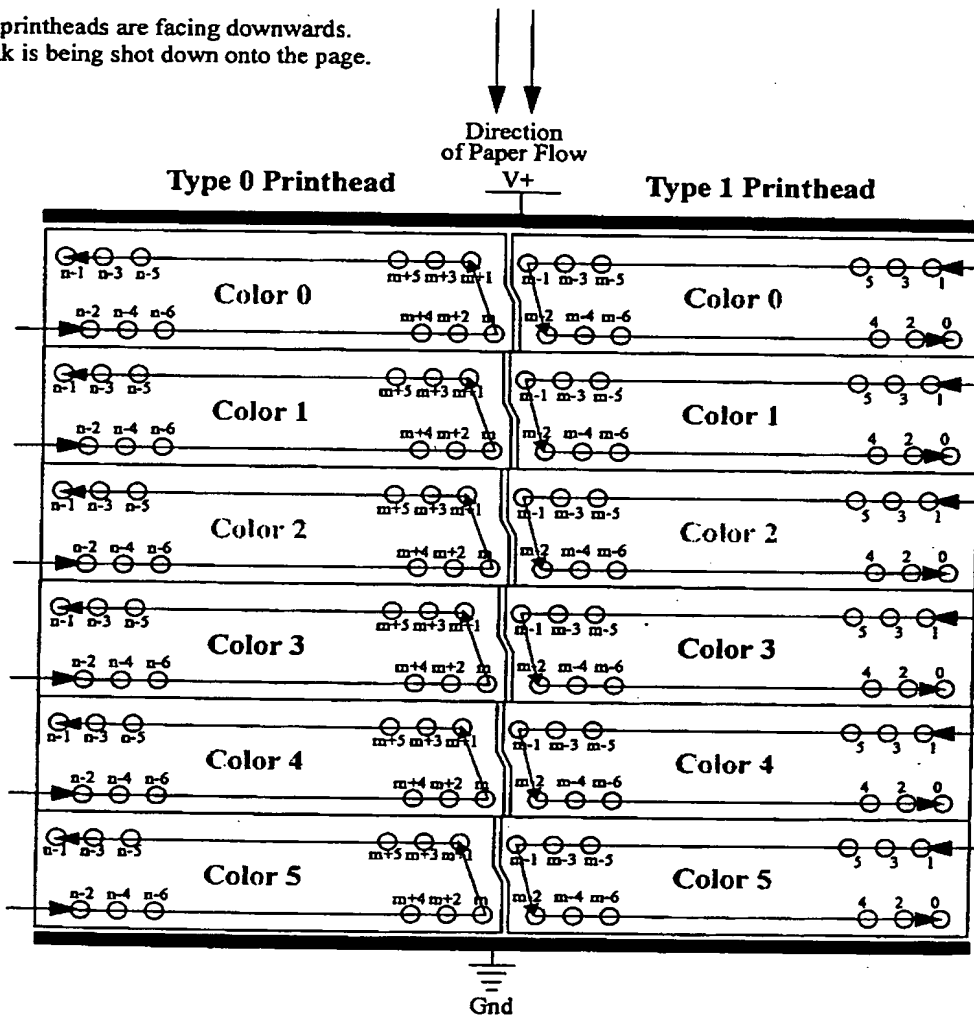 printheads are facing downwards.
k is being shot down onto the page.
Direction
of Paper Flow
Type 0 Printhead V+ Type 1 Printhead
n-1 n-3 n-5 m+5 m+3 m+1 m-1 m-3 m-5 5 3 1
Color 0 Color 0
n-2 n-4 n-6 m+4 m+2 m m-2 m-4 m-6 4 2 0
n-1 n-3 n-5 m+5 m+3 m+1 m-1 m-3 m-5 5 3 1
Color 1 Color 1
n-2 n-4 n-6 m+4 m+2 m m-2 m-4 m-6 4 2 0
n-1 n-3 n-5 m+5 m+3 m+1 m-1 m-3 m-5 5 3 1
Color 2 Color 2
n-2 n-4 n-6 m+4 m+2 m m-2 m-4 m-6 4 2 0
n-1 n-3 n-5 m+5 m+3 m+1 m-1 m-3 m-5 5 3 1
Color 3 Color 3
n-2 n-4 n-6 m+4 m+2 m m-2 m-4 m-6 4 2 0
n-1 n-3 n-5 m+5 m+3 m+1 m-1 m-3 m-5 5 3 1
Color 4 Color 4
n-2 n-4 n-6 m+4 m+2 m m-2 m-4 m-6 4 2 0
n-1 n-3 n-5 m+5 m+3 m+1 m-1 m-3 m-5 5 3 1
Color 5 Color 5
n-2 n-4 n-6 m+4 m+2 m m-2 m-4 m-6 4 2 0
Gnd